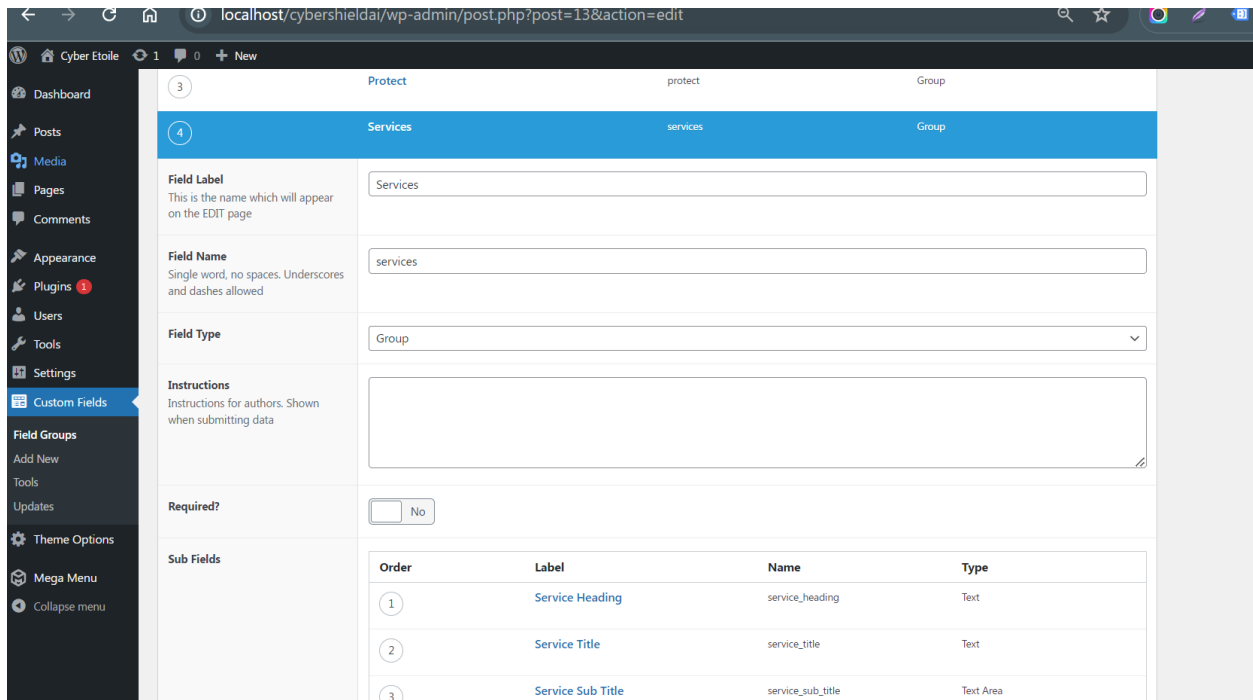 localhost/cybershieldai/wp-admin/post.php?post=13&action=edit
Cyber Etoile 1 0 + New
Dashboard
Posts
Media
Pages
Comments
Appearance
Plugins 1
Users
Tools
Settings
Custom Fields
Field Groups
Add New
Tools
Updates
Theme Options
Mega Menu
Collapse menu
3 Protect protect Group
4 Services services Group
Field Label
This is the name which will appear
on the EDIT page
Services
Field Name
Single word, no spaces. Underscores
and dashes allowed
services
Field Type
Group
Instructions
Instructions for authors. Shown
when submitting data
Required?
No
Sub Fields
Order Label Name Type
1 Service Heading service_heading Text
2 Service Title service_title Text
3 Service Sub Title service_sub_title Text Area